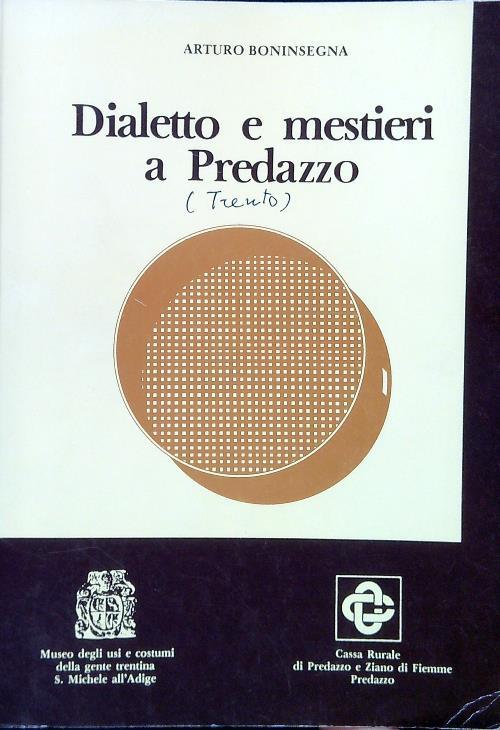 ARTURO BONINSEGNA
Dialetto e mestieri
a Predazzo
(Trento)
Museo degli usi e costumi
della gente trentina
S. Michele all'Adige
Cassa Rurale
di Predazzo e Ziano di Fiemme
Predazzo